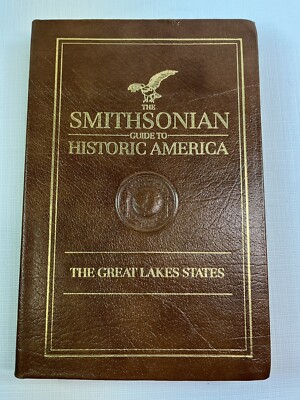 THE
SMITHSONIAN
GUIDE TO
HISTORIC AMERICA
THE GREAT LAKES STATES